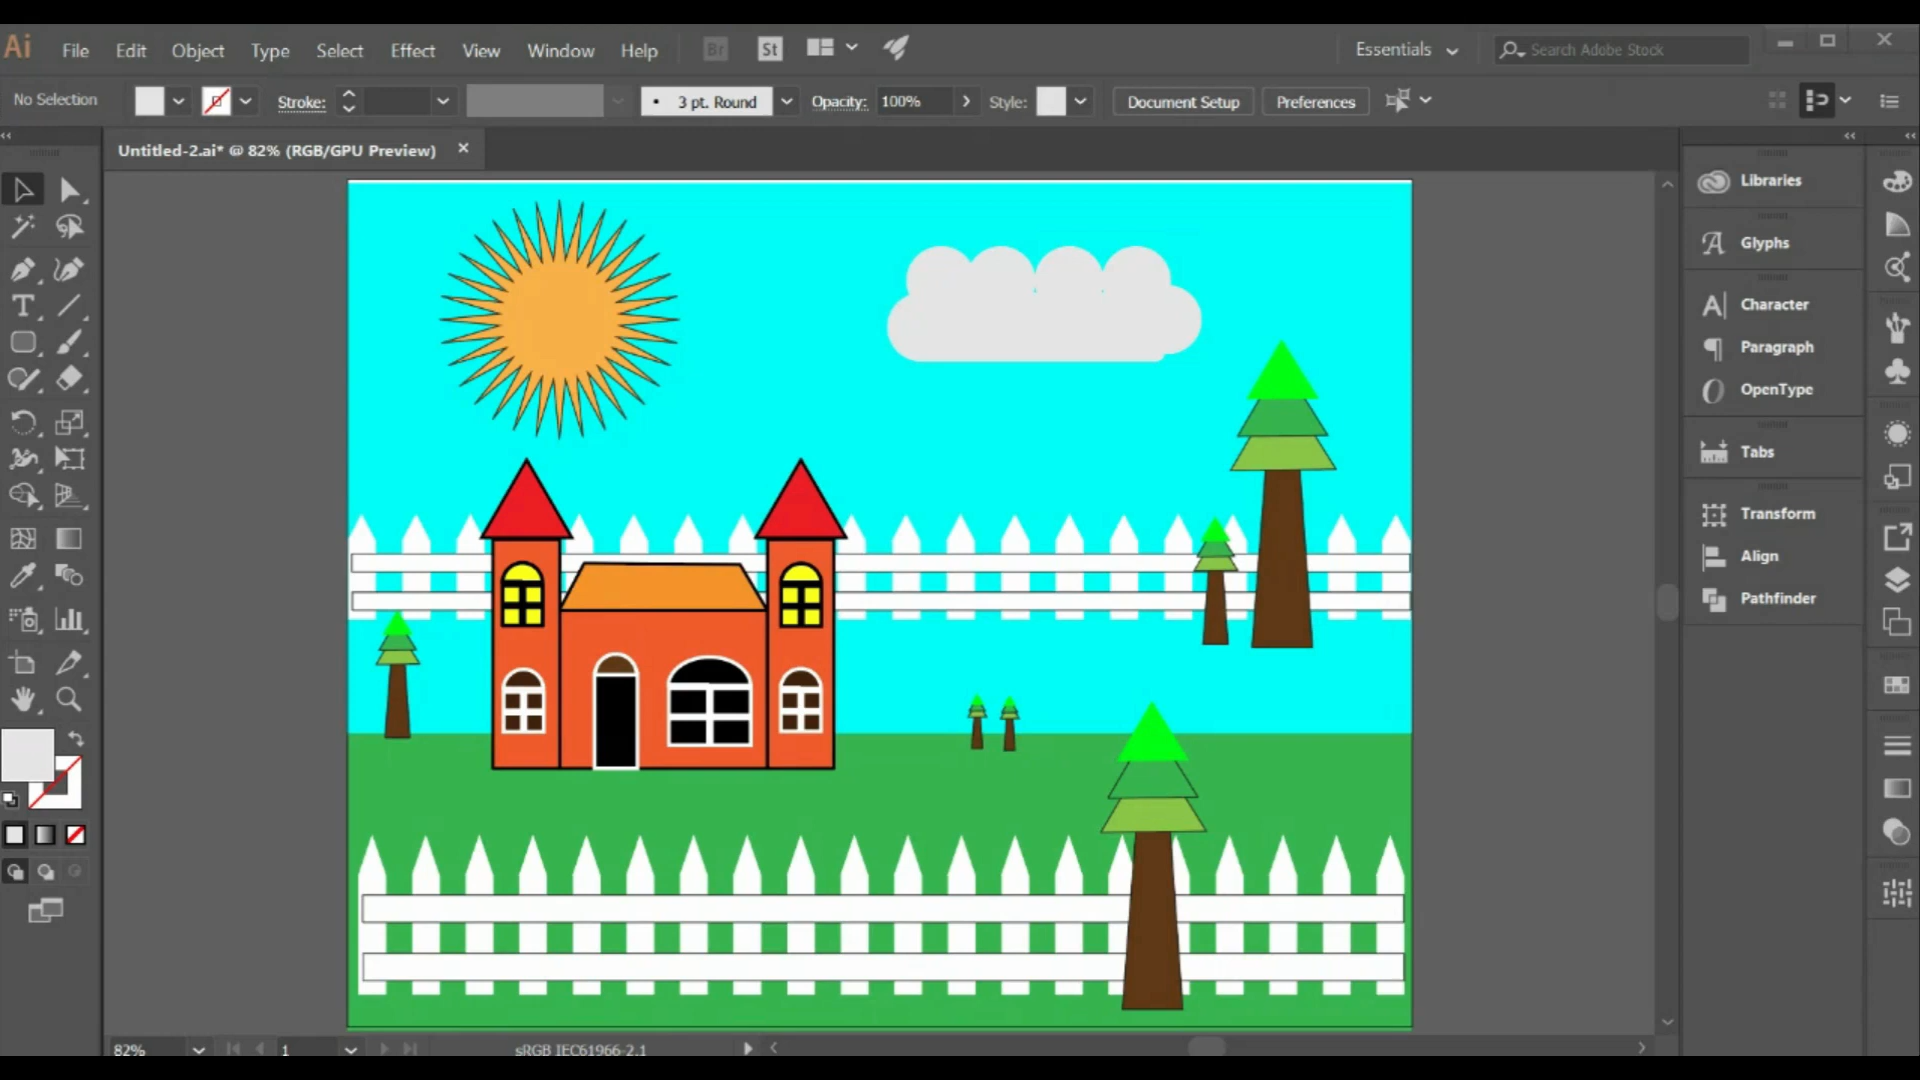 Ai File Edit Object Type Select Effect View Window Help Br St Essentials Search Adobe Stock
No Selection Stroke: 3 pt. Round Opacity: 100% Style: Document Setup Preferences
Untitled-2.ai* @ 82% (RGB/GPU Preview)
Libraries
Glyphs
Character
Paragraph
OpenType
Tabs
Transform
Align
Pathfinder
82% 1 sRGB IEC61966-2.1